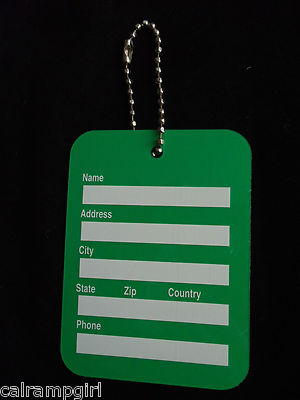 Name
Address
City
State Zip Country
Phone
calrampgirl